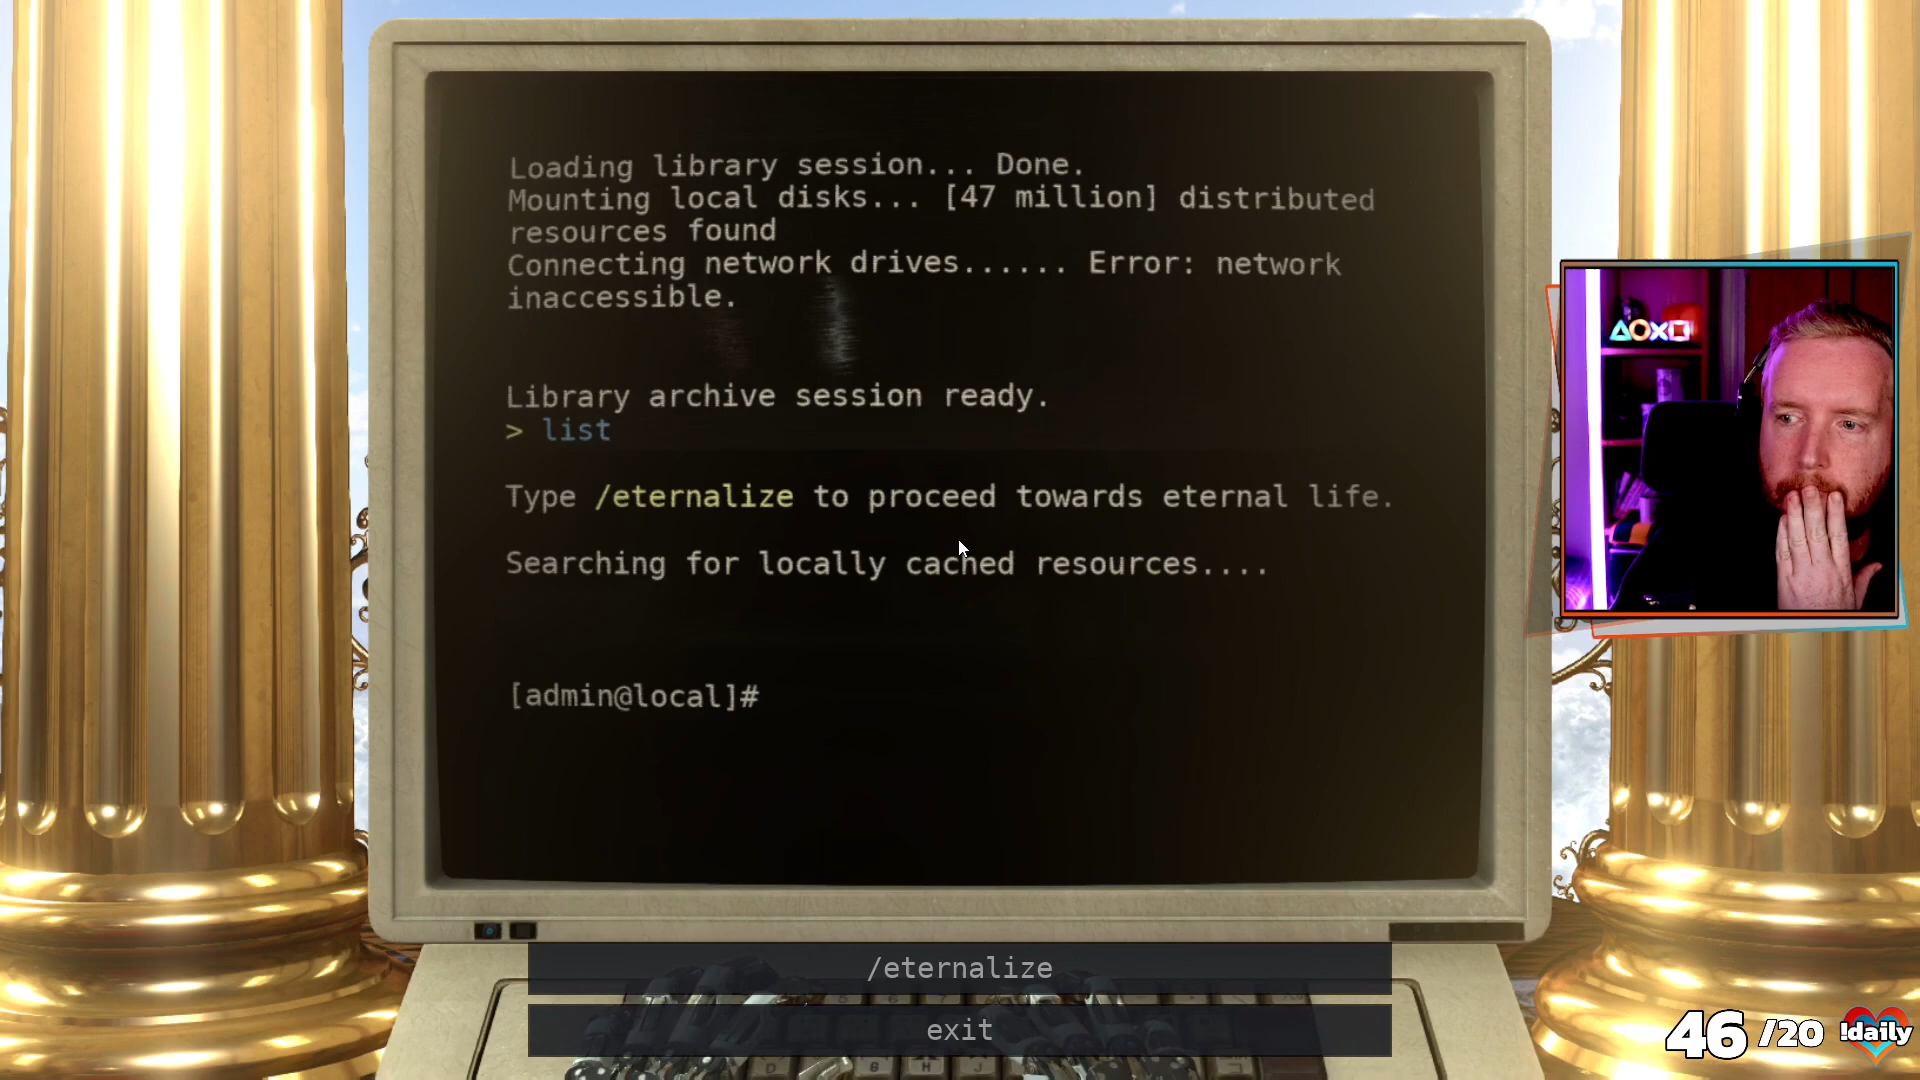 Loading library session... Done.
Mounting local disks... [47 million] distributed
resources found
Connecting network drives...... Error: network
inaccessible.
Library archive session ready.
> list
Type /eternalize to proceed towards eternal life.
Searching for locally cached resources....
[admin@local]#
/eternalize
exit
46 /20 !daily